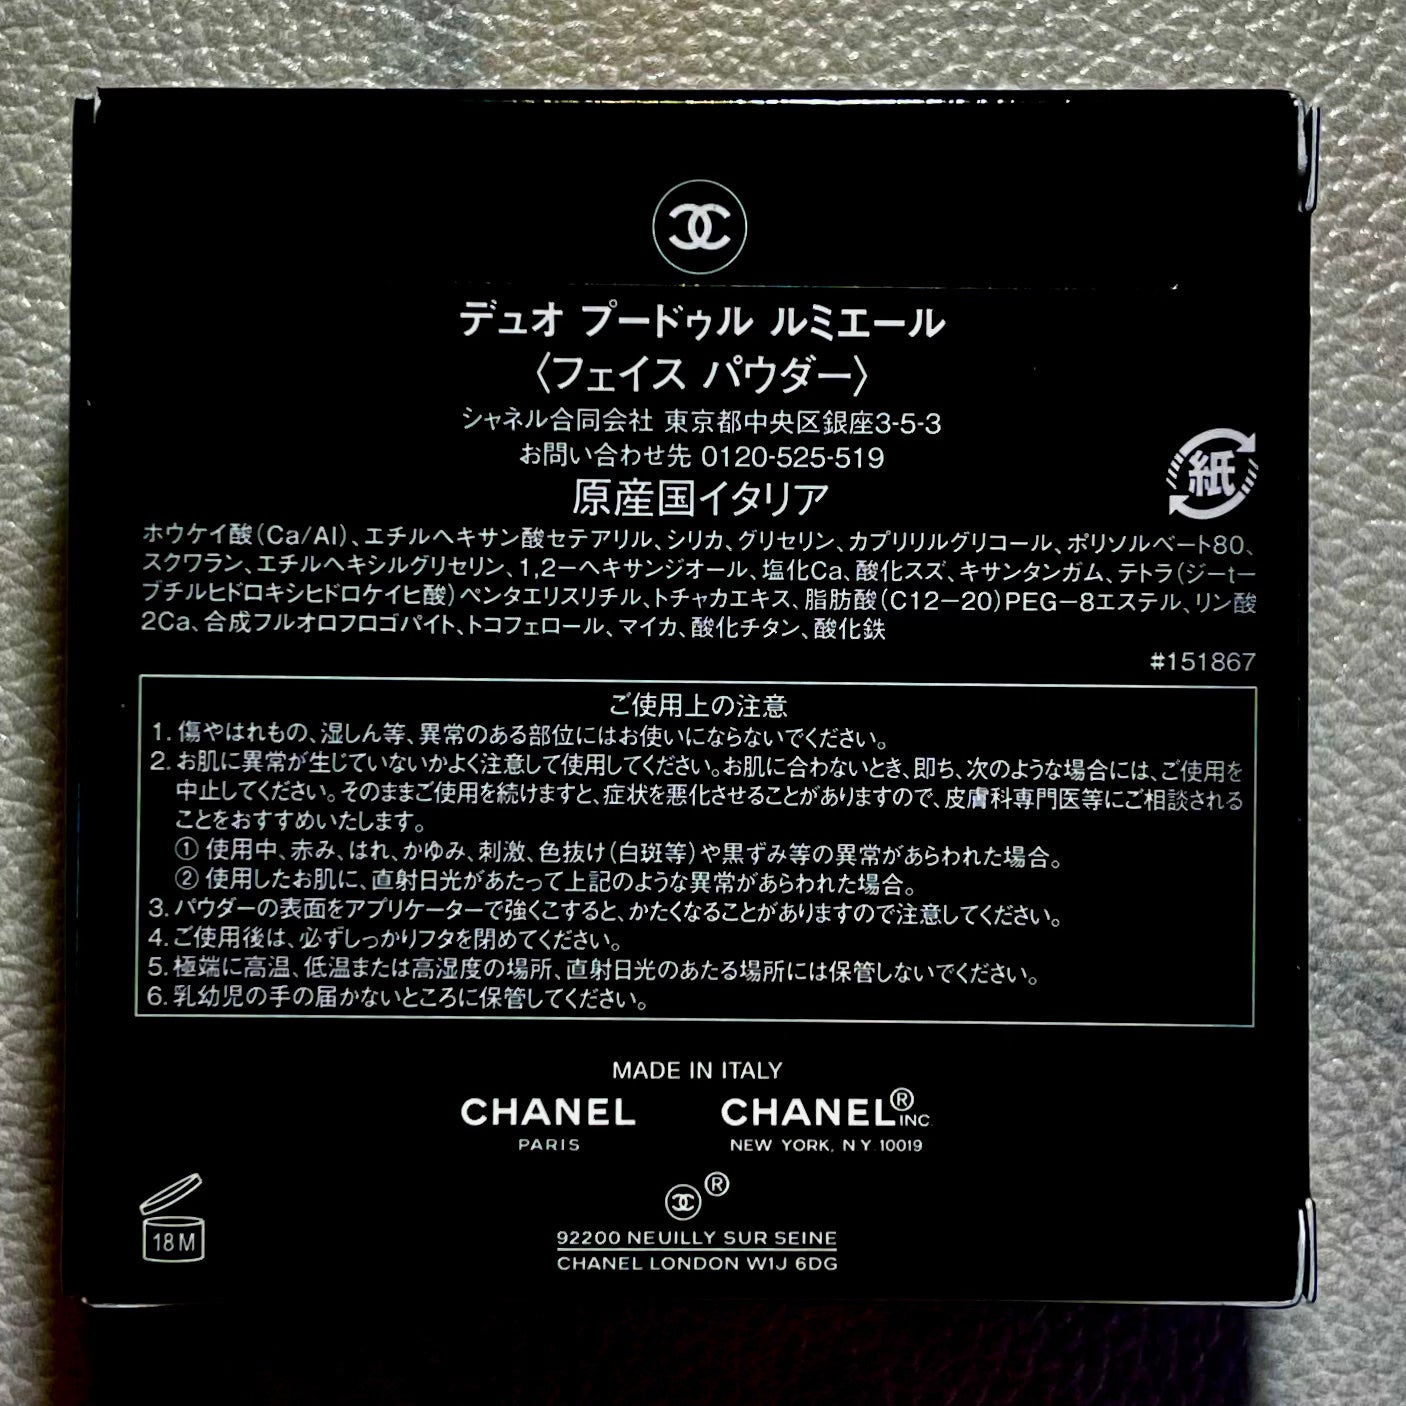 デュオ プードゥル ルミエール
〈フェイス パウダー〉
シャネル合同会社 東京都中央区銀座3-5-3
お問い合わせ先 0120-525-519
原産国イタリア
紙
ホウケイ酸(Ca/Al)、エチルヘキサン酸セテアリル、シリカ、グリセリン、カプリリルグリコール、ポリソルベート80、
スクワラン、エチルヘキシルグリセリン、1,2-ヘキサンジオール、塩化Ca、酸化スズ、キサンタンガム、テトラ(ジ-t-
ブチルヒドロキシヒドロケイヒ酸)ペンタエリスリチル、トチャカエキス、脂肪酸(C12-20)PEG-8エステル、リン酸
2Ca、合成フルオロフロゴパイト、トコフェロール、マイカ、酸化チタン、酸化鉄
#151867
ご使用上の注意
1. 傷やはれもの、湿しん等、異常のある部位にはお使いにならないでください。
2. お肌に異常が生じていないかよく注意して使用してください。お肌に合わないとき、即ち、次のような場合には、ご使用を
中止してください。そのままご使用を続けますと、症状を悪化させることがありますので、皮膚科専門医等にご相談される
ことをおすすめいたします。
① 使用中、赤み、はれ、かゆみ、刺激、色抜け(白斑等)や黒ずみ等の異常があらわれた場合。
② 使用したお肌に、直射日光があたって上記のような異常があらわれた場合。
3. パウダーの表面をアプリケーターで強くこすると、かたくなることがありますので注意してください。
4. ご使用後は、必ずしっかりフタを閉めてください。
5. 極端に高温、低温または高湿度の場所、直射日光のあたる場所には保管しないでください。
6. 乳幼児の手の届かないところに保管してください。
MADE IN ITALY
CHANEL CHANEL® INC.
PARIS NEW YORK, N.Y. 10019
®
18 M
92200 NEUILLY SUR SEINE
CHANEL LONDON W1J 6DG